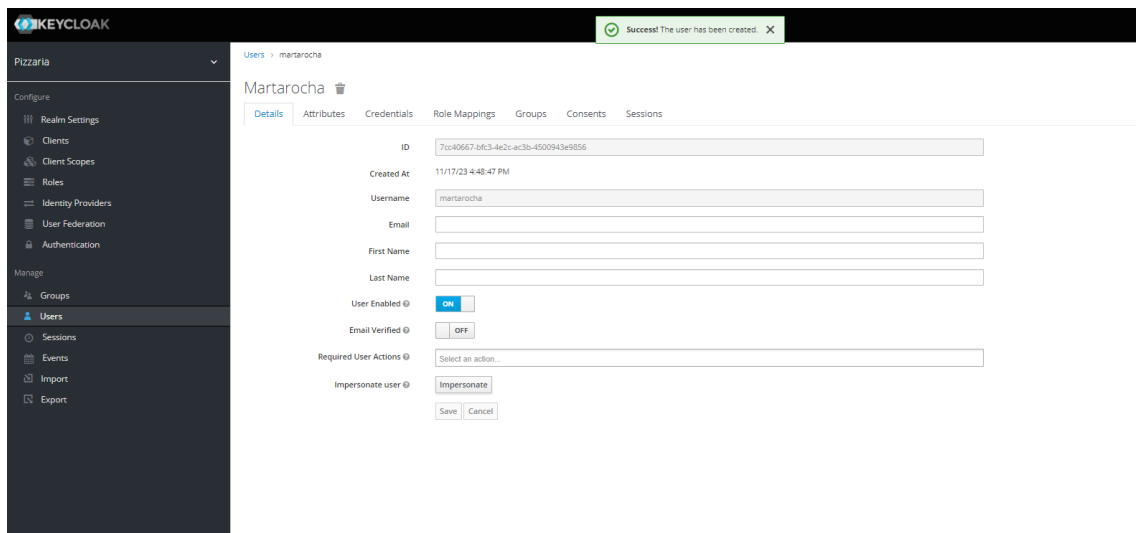 KEYCLOAK
Success! The user has been created.
Pizzaria
Users > martarocha
Martarocha
Configure
Details Attributes Credentials Role Mappings Groups Consents Sessions
Realm Settings
Clients
Client Scopes
Roles
Identity Providers
User Federation
Authentication
Manage
Groups
Users
Sessions
Events
Import
Export
ID 7cc40667-bfc3-4e2c-ac3b-4500943e9856
Created At 11/17/23 4:48:47 PM
Username martarocha
Email
First Name
Last Name
User Enabled ON
Email Verified OFF
Required User Actions Select an action...
Impersonate user Impersonate
Save Cancel